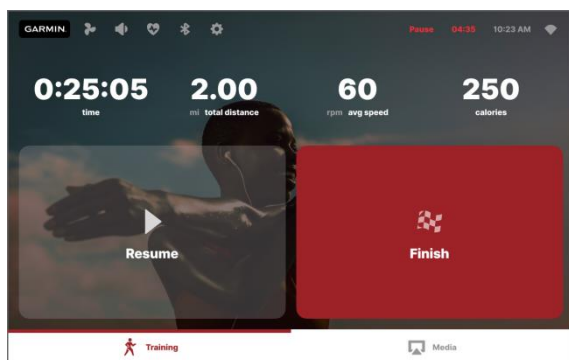 GARMIN
Pause 04:35 10:23 AM
0:25:05 2.00 60 250
time mi total distance rpm avg speed calories
Resume Finish
Training Media